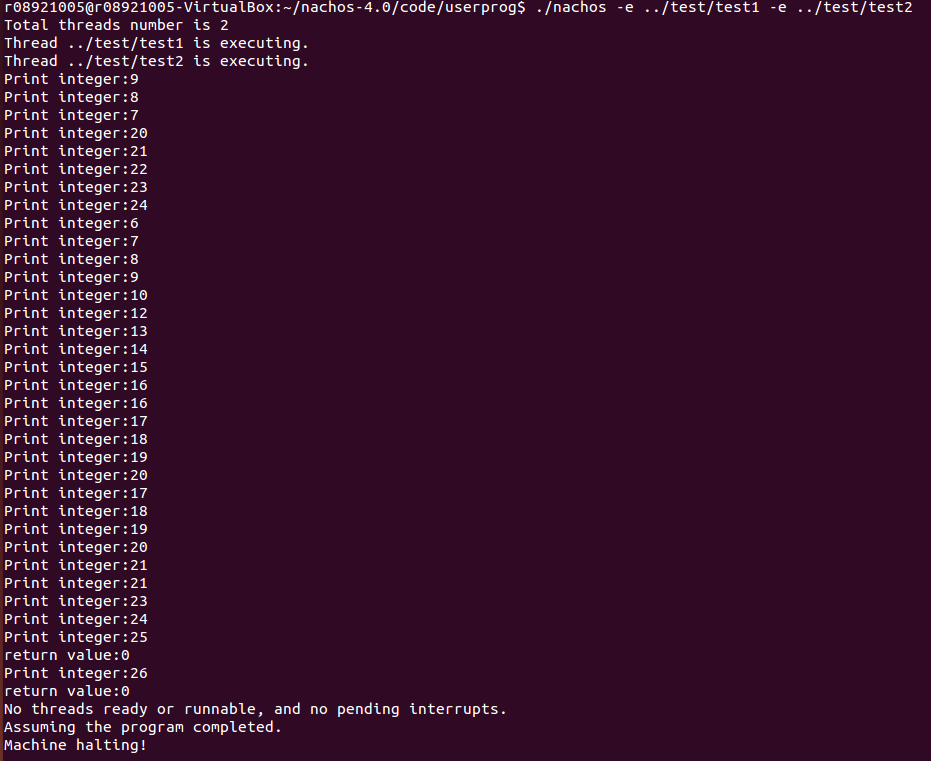 r08921005@r08921005-VirtualBox:~/nachos-4.0/code/userprog$ ./nachos -e ../test/test1 -e ../test/test2
Total threads number is 2
Thread ../test/test1 is executing.
Thread ../test/test2 is executing.
Print integer:9
Print integer:8
Print integer:7
Print integer:20
Print integer:21
Print integer:22
Print integer:23
Print integer:24
Print integer:6
Print integer:7
Print integer:8
Print integer:9
Print integer:10
Print integer:12
Print integer:13
Print integer:14
Print integer:15
Print integer:16
Print integer:16
Print integer:17
Print integer:18
Print integer:19
Print integer:20
Print integer:17
Print integer:18
Print integer:19
Print integer:20
Print integer:21
Print integer:21
Print integer:23
Print integer:24
Print integer:25
return value:0
Print integer:26
return value:0
No threads ready or runnable, and no pending interrupts.
Assuming the program completed.
Machine halting!